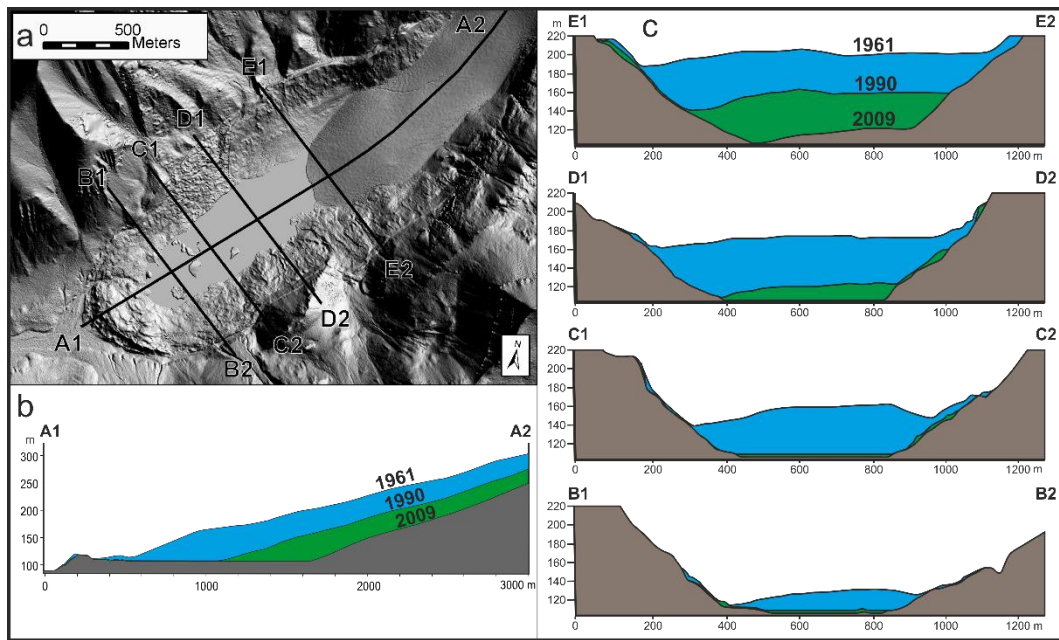 a
0 500
Meters
A2
E1
D1
C1
B1
E2
D2
A1
C2
B2
N
b
A1 A2
m
300
250
200
150
100
1961
1990
2009
0 1000 2000 3000 m
C
E1 E2
m
220
200
180
160
140
120
1961
1990
2009
0 200 400 600 800 1000 1200 m
D1 D2
220
200
180
160
140
120
0 200 400 600 800 1000 1200 m
C1 C2
220
200
180
160
140
120
0 200 400 600 800 1000 1200 m
B1 B2
220
200
180
160
140
120
0 200 400 600 800 1000 1200 m